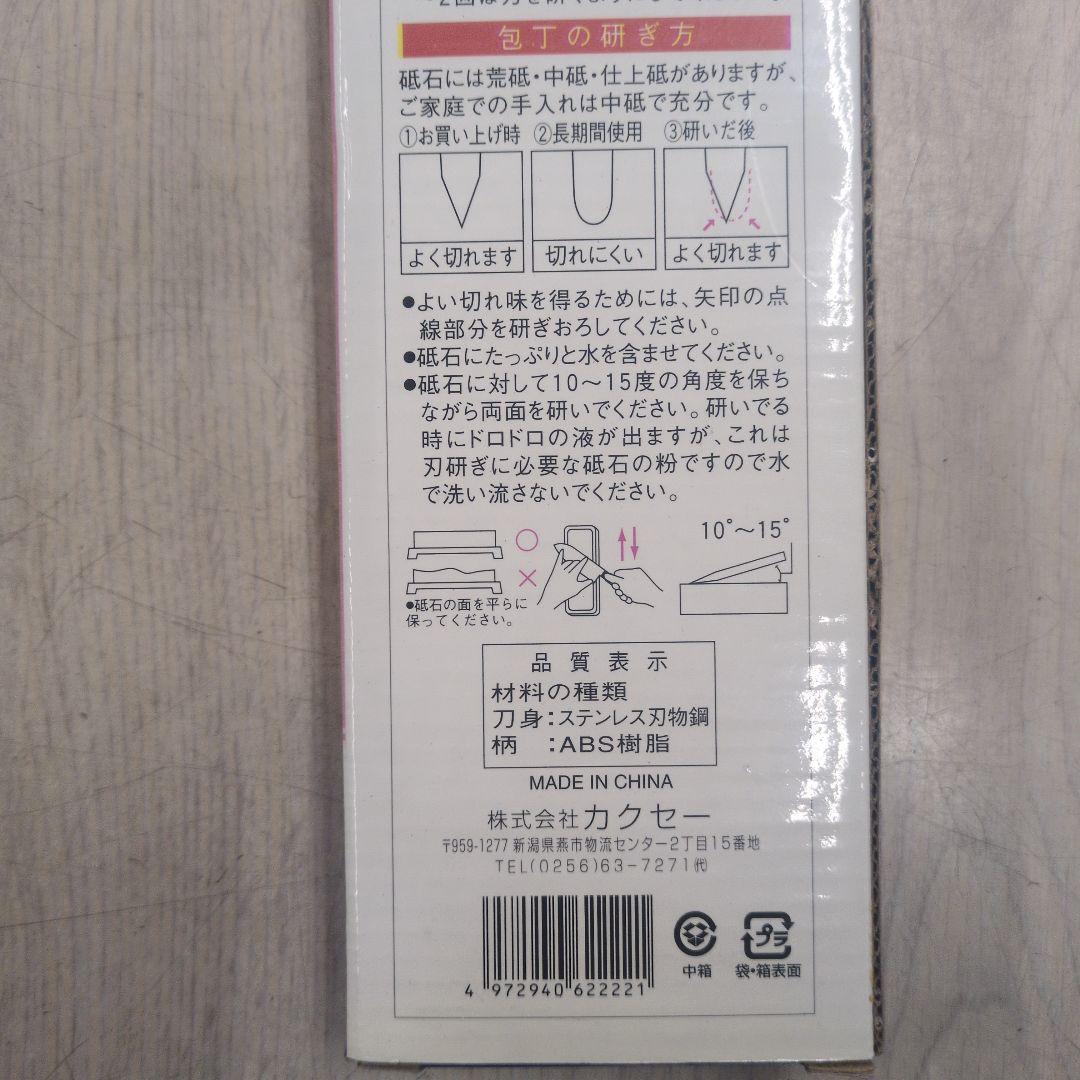 包丁の研ぎ方
砥石には荒砥・中砥・仕上砥がありますが、
ご家庭での手入れは中砥で充分です。
①お買い上げ時 ②長期間使用 ③研いだ後
よく切れます 切れにくい よく切れます
●よい切れ味を得るためには、矢印の点
線部分を研ぎおろしてください。
●砥石にたっぷりと水を含ませてください。
●砥石に対して10〜15度の角度を保ち
ながら両面を研いでください。研いでる
時にドロドロの液が出ますが、これは
刃研ぎに必要な砥石の粉ですので水
で洗い流さないでください。
○
×
10°〜15°
●砥石の面を平らに
保ってください。
品質表示
材料の種類
刀身:ステンレス刃物鋼
柄 :ABS樹脂
MADE IN CHINA
株式会社カクセー
〒959-1277 新潟県燕市物流センター2丁目15番地
TEL(0256)63-7271㈹
4 972940 622221
中箱
プラ
袋・箱表面